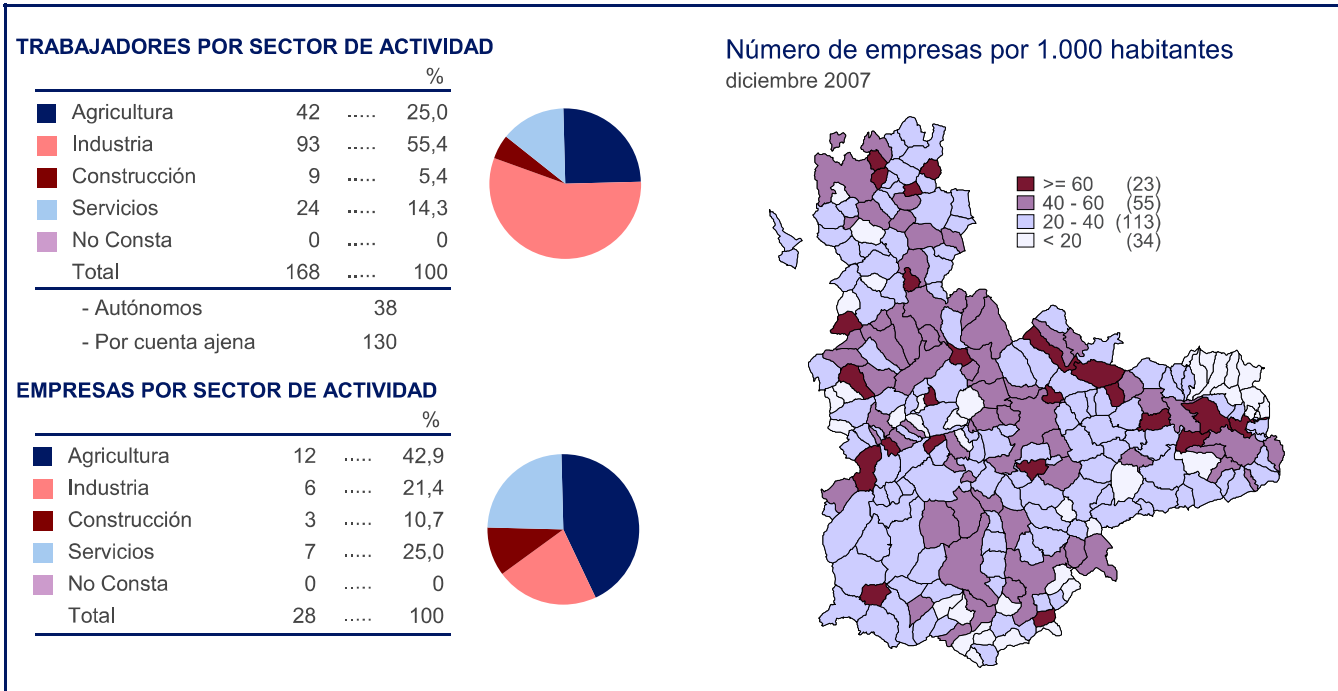 TRABAJADORES POR SECTOR DE ACTIVIDAD
%
Agricultura 42 ..... 25,0
Industria 93 ..... 55,4
Construcción 9 ..... 5,4
Servicios 24 ..... 14,3
No Consta 0 ..... 0
Total 168 ..... 100
- Autónomos 38
- Por cuenta ajena 130
EMPRESAS POR SECTOR DE ACTIVIDAD
%
Agricultura 12 ..... 42,9
Industria 6 ..... 21,4
Construcción 3 ..... 10,7
Servicios 7 ..... 25,0
No Consta 0 ..... 0
Total 28 ..... 100
Número de empresas por 1.000 habitantes
diciembre 2007
>= 60 (23)
40 - 60 (55)
20 - 40 (113)
< 20 (34)